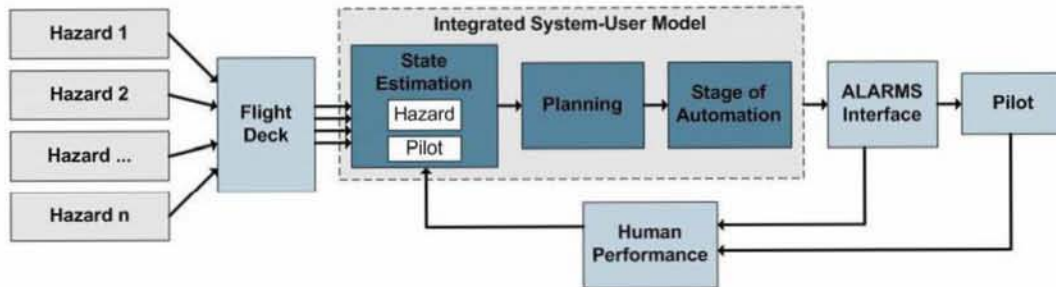 Integrated System-User Model
Hazard 1
Hazard 2
Hazard ...
Hazard n
Flight
Deck
State
Estimation
Hazard
Pilot
Planning
Stage of
Automation
ALARMS
Interface
Pilot
Human
Performance